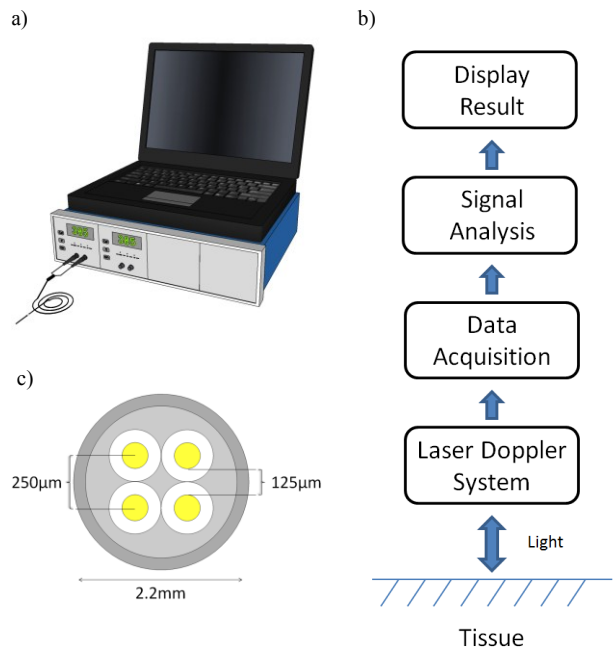 a)
b)
Display
Result
Signal
Analysis
Data
Acquisition
Laser Doppler
System
Light
Tissue
c)
250μm
125μm
2.2mm